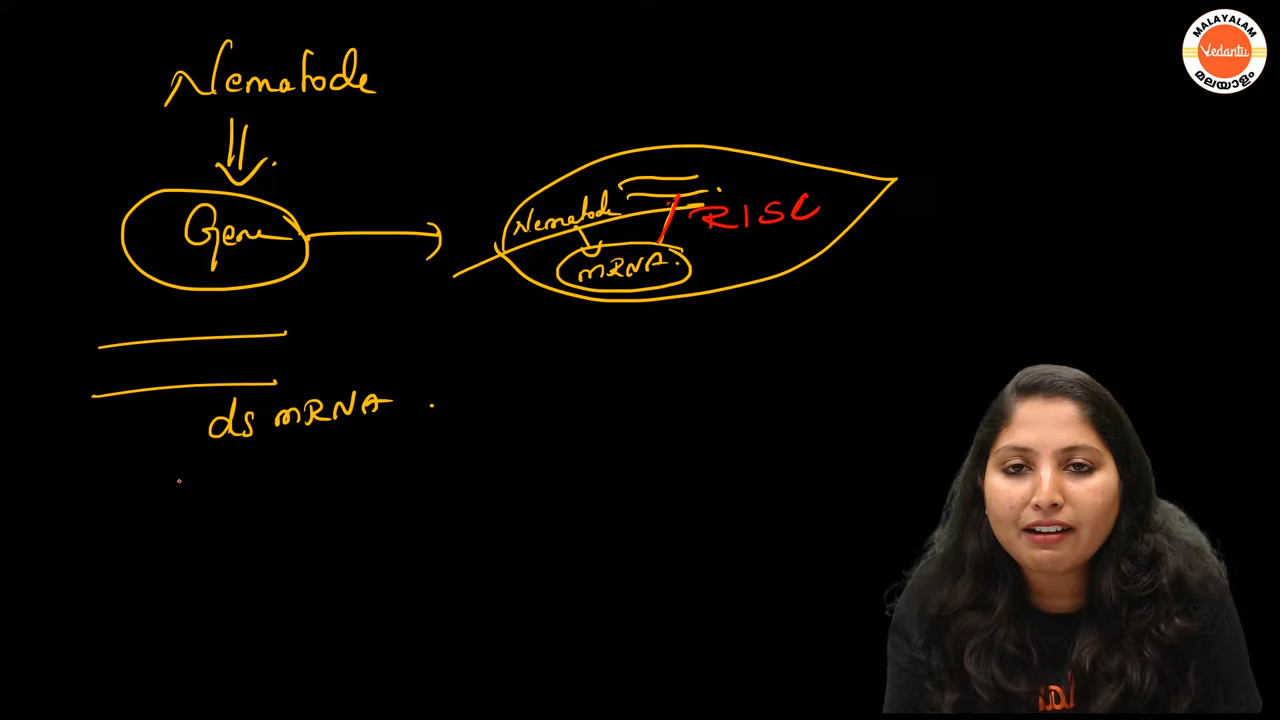 Nematode
Gene
Nematode
RISC
mRNA.
ds mRNA
MALAYALAM
Vedantu
മലയാളം